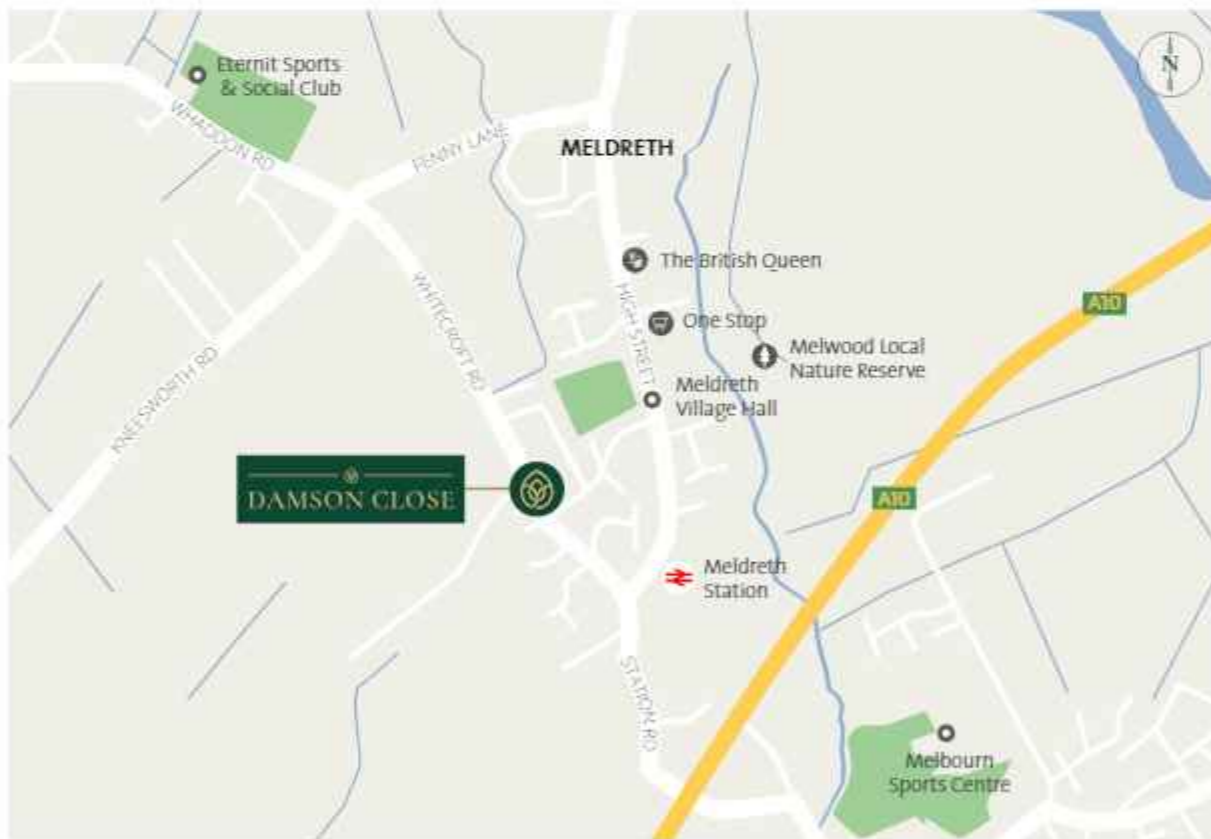 Eternit Sports
& Social Club
N
WHADDON RD
FENNY LANE
MELDRETH
The British Queen
WHITECROFT RD
HIGH STREET
A10
One Stop
Melwood Local
Nature Reserve
KNEESWORTH RD
Meldreth
Village Hall
DAMSON CLOSE
A10
Meldreth
Station
STATION RD
Melbourn
Sports Centre